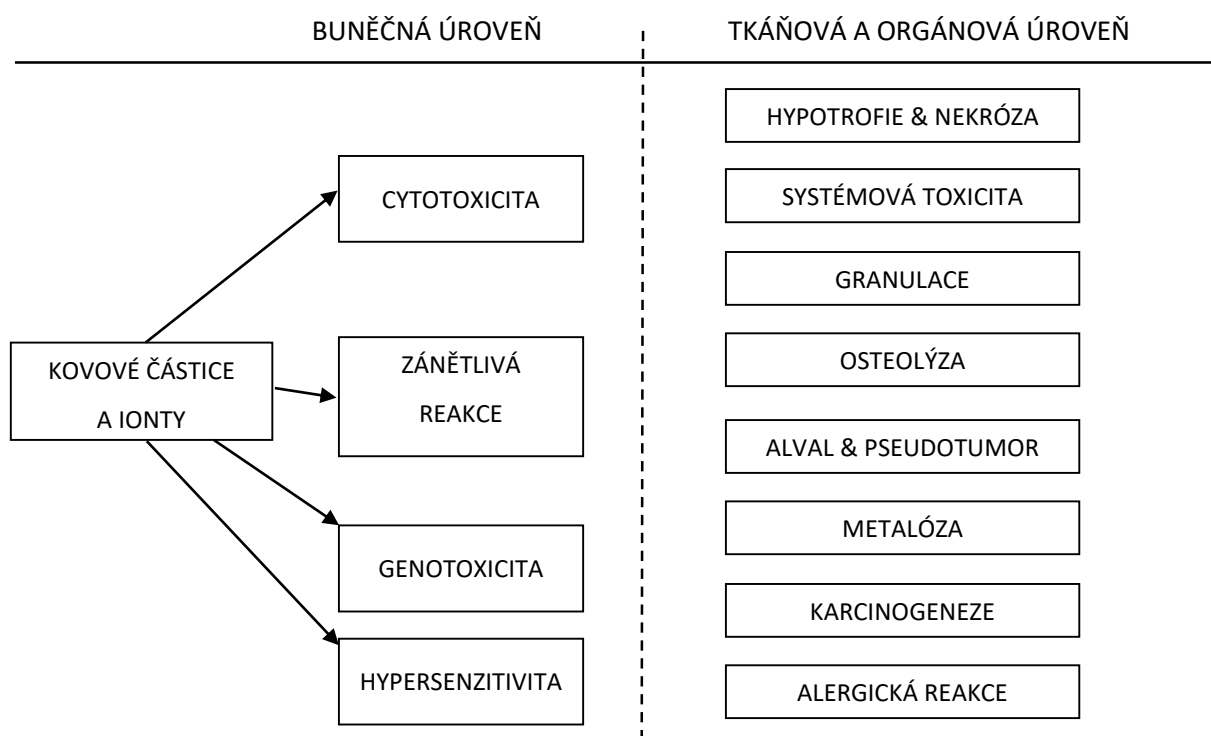 BUNĚČNÁ ÚROVEŇ
TKÁŇOVÁ A ORGÁNOVÁ ÚROVEŇ
KOVOVÉ ČÁSTICE
A IONTY
CYTOTOXICITA
ZÁNĚTLIVÁ
REAKCE
GENOTOXICITA
HYPERSENZITIVITA
HYPOTROFIE & NEKRÓZA
SYSTÉMOVÁ TOXICITA
GRANULACE
OSTEOLÝZA
ALVAL & PSEUDOTUMOR
METALÓZA
KARCINOGENEZE
ALERGICKÁ REAKCE